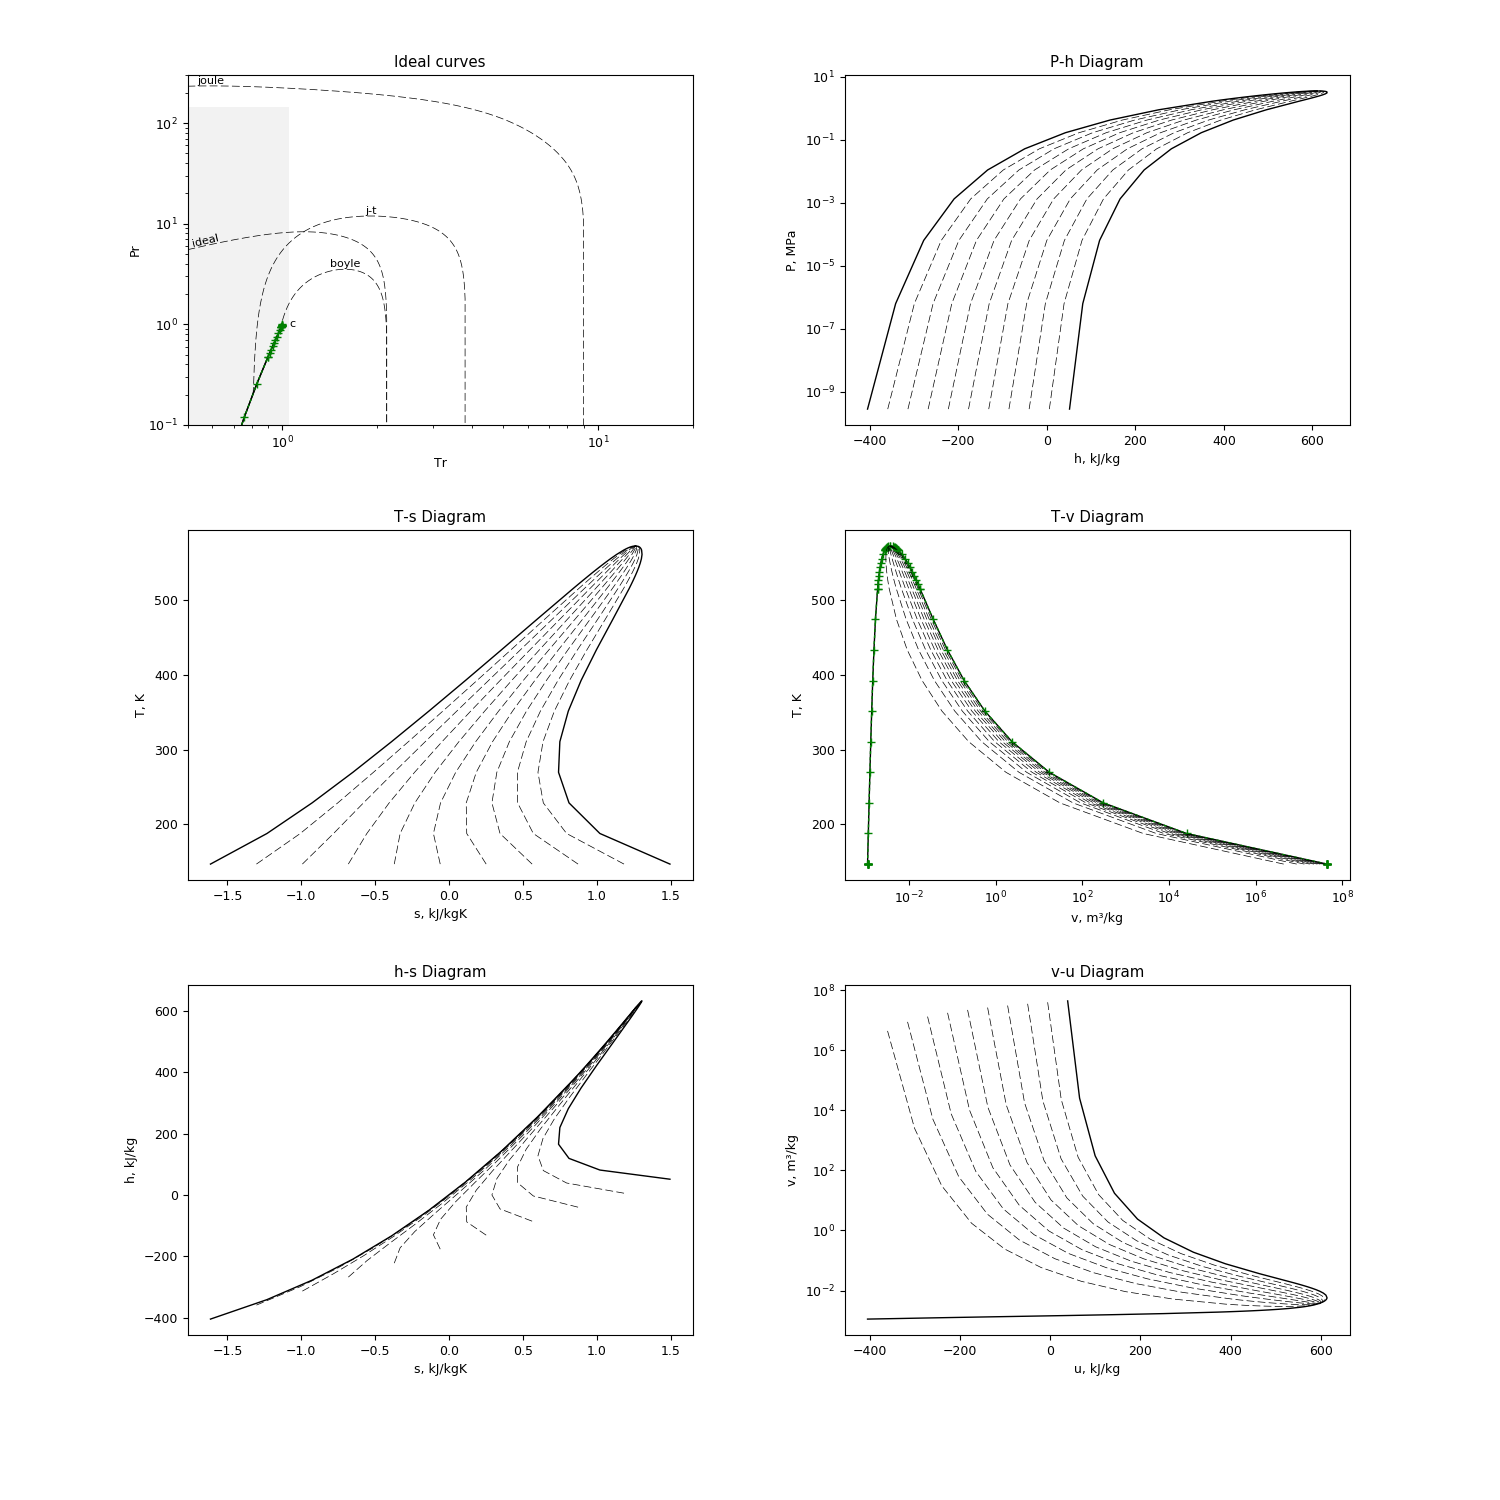 Ideal curves
joule
j-t
ideal
boyle
c
10²
10¹
10⁰
10⁻¹
Pr
10⁰ 10¹
Tr
P-h Diagram
10¹
10⁻¹
10⁻³
10⁻⁵
10⁻⁷
10⁻⁹
P, MPa
−400 −200 0 200 400 600
h, kJ/kg
T-s Diagram
500
400
300
200
T, K
−1.5 −1.0 −0.5 0.0 0.5 1.0 1.5
s, kJ/kgK
T-v Diagram
500
400
300
200
T, K
10⁻² 10⁰ 10² 10⁴ 10⁶ 10⁸
v, m³/kg
h-s Diagram
600
400
200
0
−200
−400
h, kJ/kg
−1.5 −1.0 −0.5 0.0 0.5 1.0 1.5
s, kJ/kgK
v-u Diagram
10⁸
10⁶
10⁴
10²
10⁰
10⁻²
v, m³/kg
−400 −200 0 200 400 600
u, kJ/kg